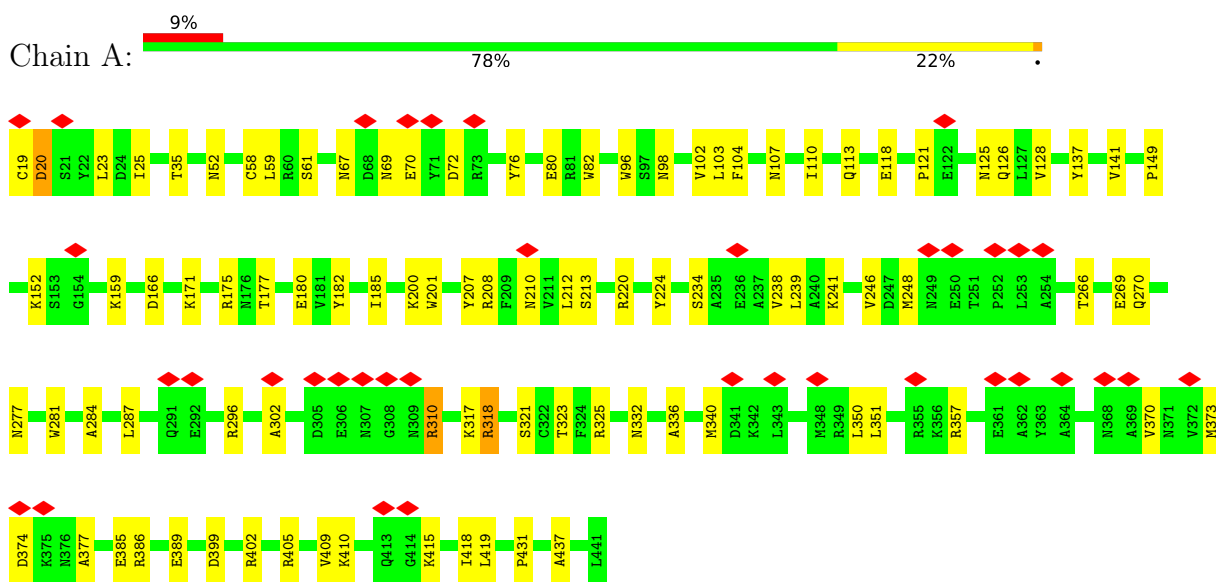 9%
Chain A:
78% 22% •
C19 D20 S21 Y22 L23 D24 I25 T35 N52 C58 L59 R60 S61 N67 D68 N69 E70 Y71 D72 R73 Y76 E80 R81 W82 W96 S97 N98 V102 L103 F104 N107 I110 Q113 E118 P121 E122 N125 Q126 L127 V128 Y137 V141 P149
K152 S153 G154 K159 D166 K171 R175 N176 T177 E180 V181 Y182 I185 K200 W201 Y207 R208 F209 N210 V211 L212 S213 R220 Y224 S234 A235 E236 A237 V238 L239 A240 K241 V246 D247 M248 N249 E250 T251 P252 L253 A254 T266 E269 Q270
N277 W281 A284 L287 Q291 E292 R296 A302 D305 E306 N307 G308 N309 R310 K317 R318 S321 C322 T323 F324 R325 N332 A336 M340 D341 K342 L343 M348 R349 L350 L351 R355 K356 R357 E361 A362 Y363 A364 N368 A369 V370 N371 V372 M373
D374 K375 N376 A377 E385 R386 E389 D399 R402 R405 V409 K410 Q413 G414 K415 I418 L419 P431 A437 L441